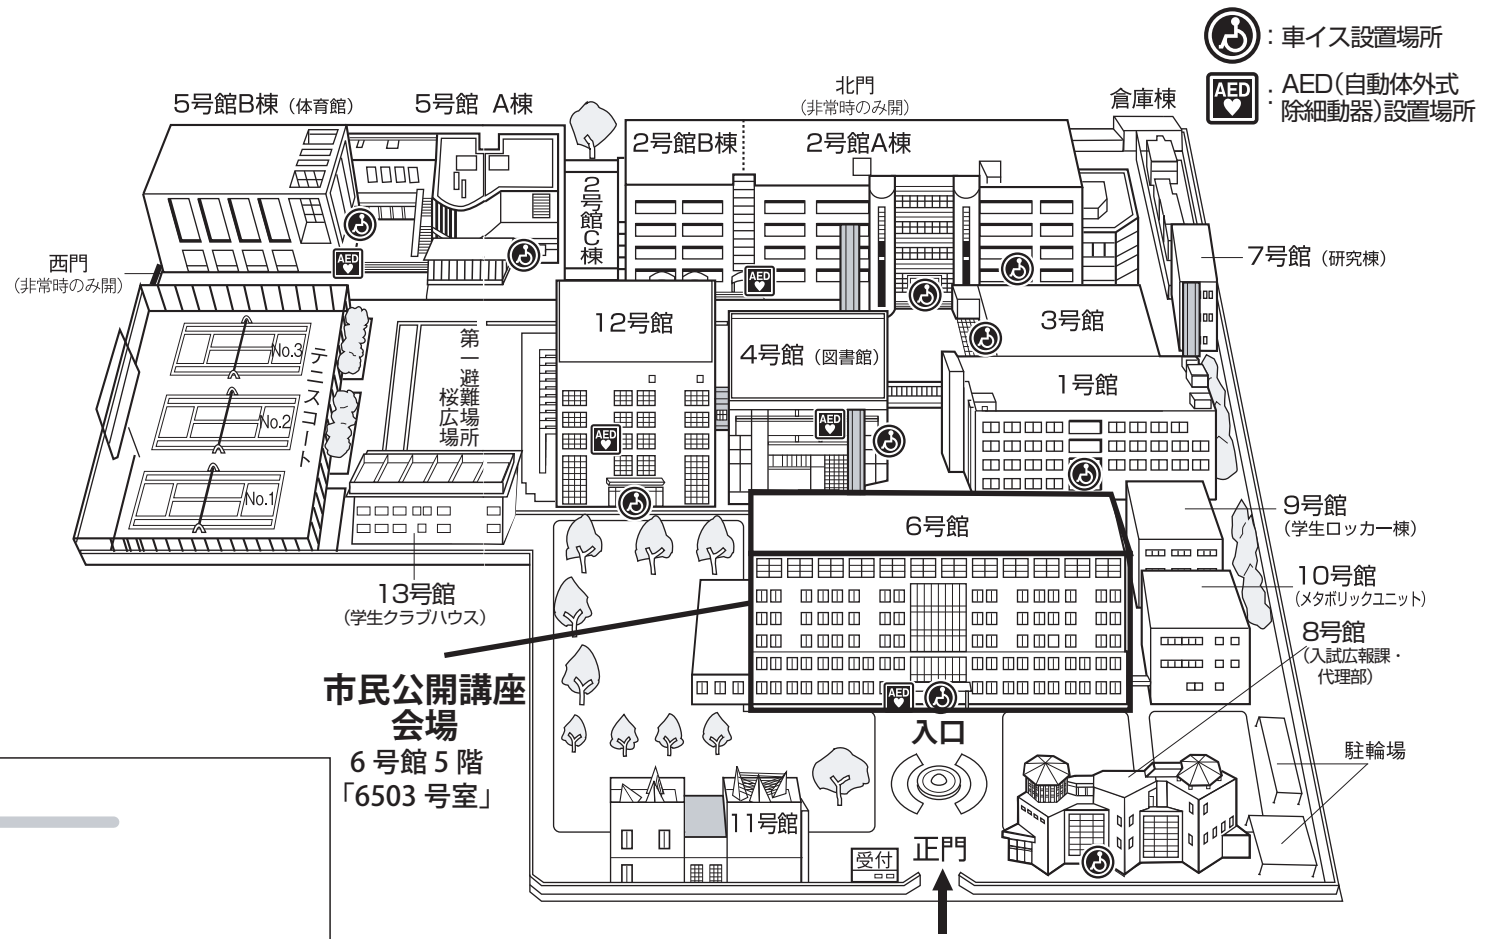 ：車イス設置場所
AED
：AED（自動体外式
除細動器）設置場所
5号館B棟（体育館）
5号館 A棟
北門
（非常時のみ開）
倉庫棟
2号館B棟
2号館A棟
2号館C棟
7号館（研究棟）
西門
（非常時のみ開）
AED
AED
12号館
4号館（図書館）
3号館
1号館
No.3
No.2
No.1
テニスコート
第一避難場所
桜広場
AED
AED
6号館
9号館
（学生ロッカー棟）
10号館
（メタボリックユニット）
8号館
（入試広報課・
代理部）
13号館
（学生クラブハウス）
市民公開講座
会場
6号館5階
「6503号室」
AED
入口
駐輪場
11号館
受付
正門